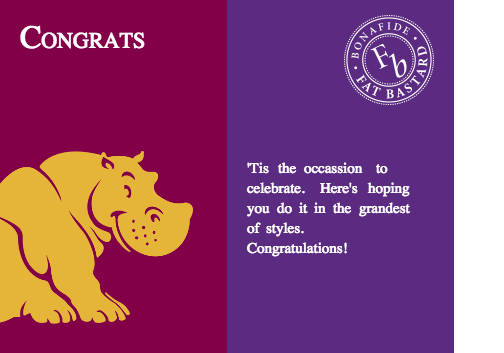 CONGRATS
BONAFIDE
Fb
FAT BASTARD
'Tis the occassion to
celebrate. Here's hoping
you do it in the grandest
of styles.
Congratulations!